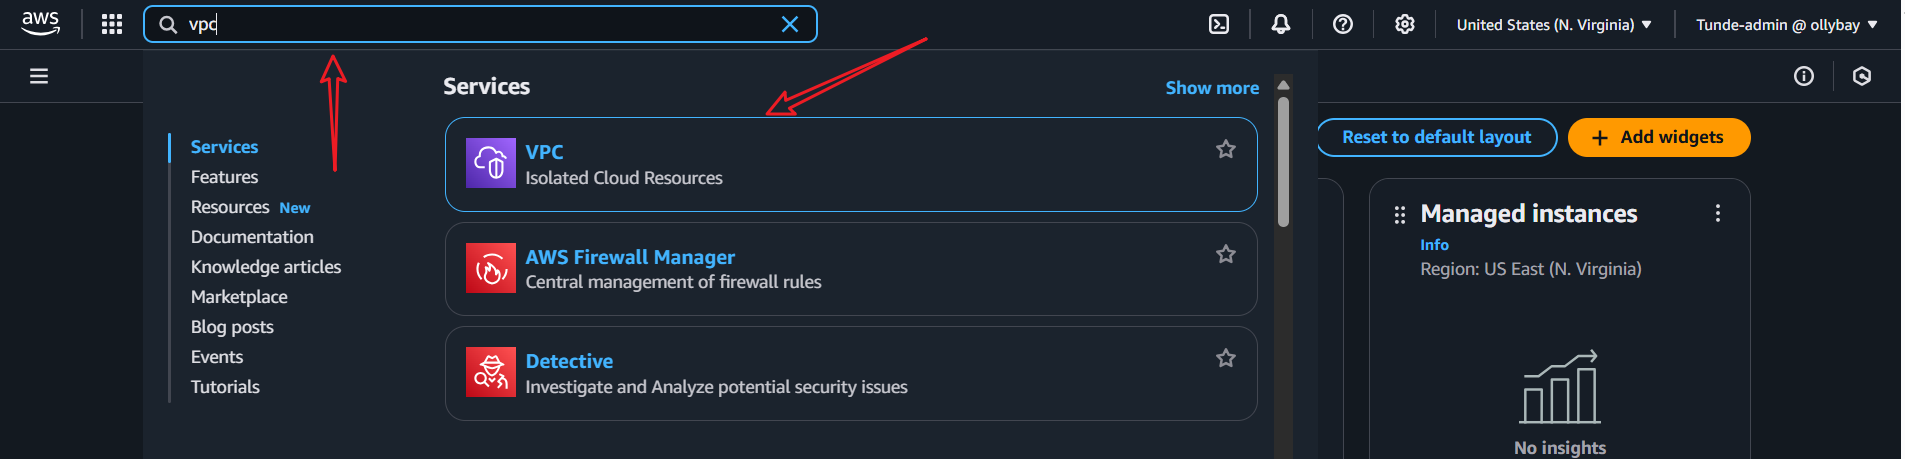 aws
vpc
United States (N. Virginia)
Tunde-admin @ ollybay
Services
Features
Resources New
Documentation
Knowledge articles
Marketplace
Blog posts
Events
Tutorials
Services
Show more
VPC
Isolated Cloud Resources
AWS Firewall Manager
Central management of firewall rules
Detective
Investigate and Analyze potential security issues
Reset to default layout
+ Add widgets
Managed instances
Info
Region: US East (N. Virginia)
No insights